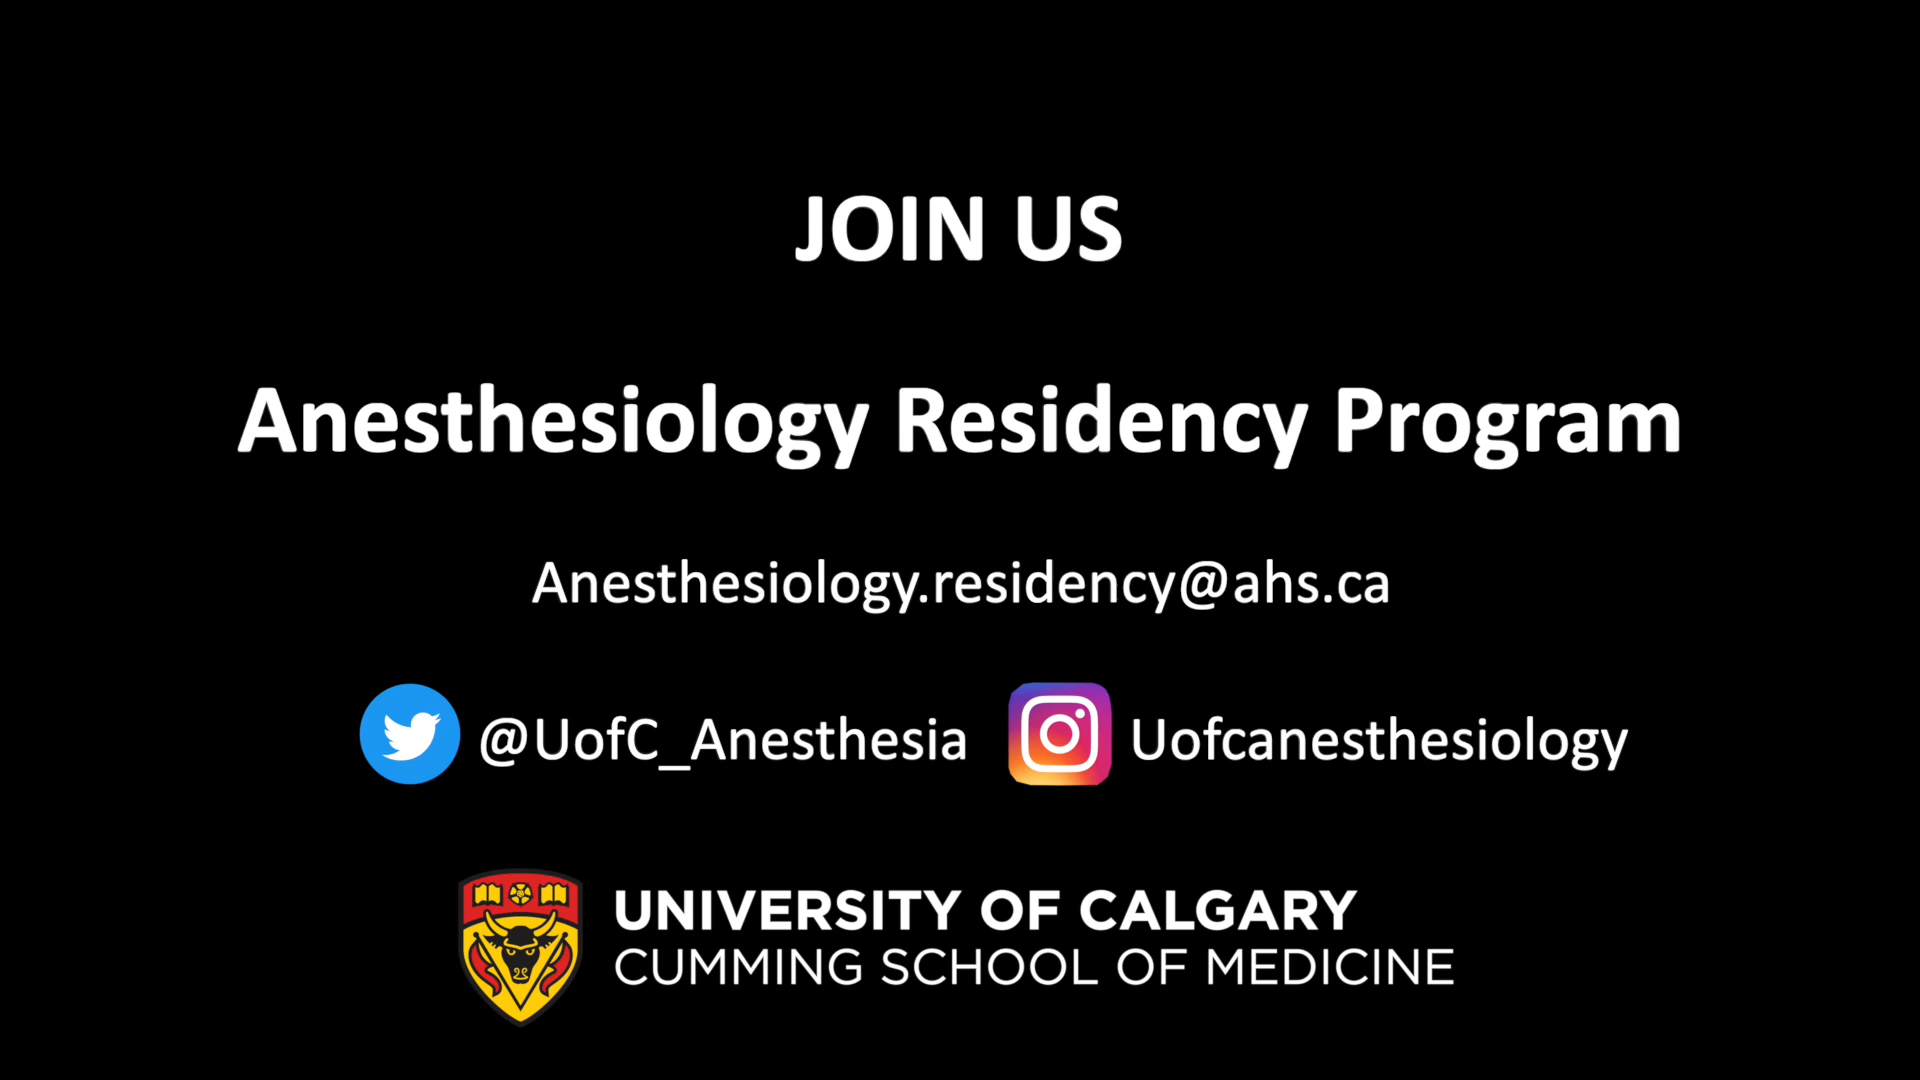 JOIN US
Anesthesiology Residency Program
Anesthesiology.residency@ahs.ca
@UofC_Anesthesia Uofcanesthesiology
UNIVERSITY OF CALGARY
CUMMING SCHOOL OF MEDICINE